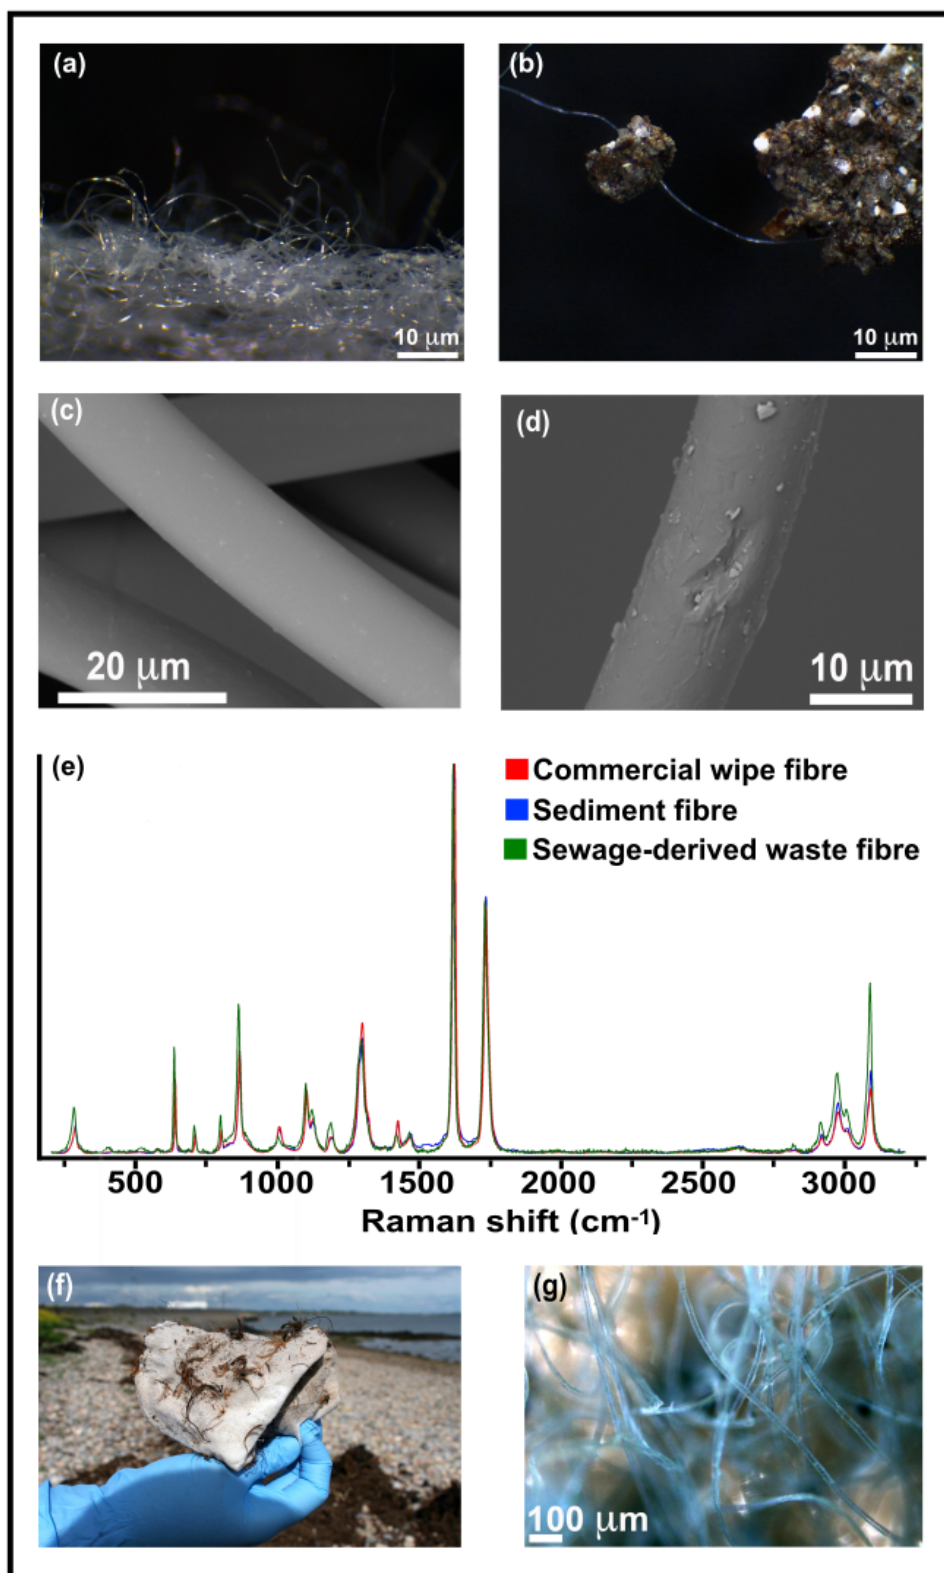 (a)
10 μm
(b)
10 μm
(c)
20 μm
(d)
10 μm
(e)
Commercial wipe fibre
Sediment fibre
Sewage-derived waste fibre
500 1000 1500 2000 2500 3000
Raman shift (cm-1)
(f)
(g)
100 μm